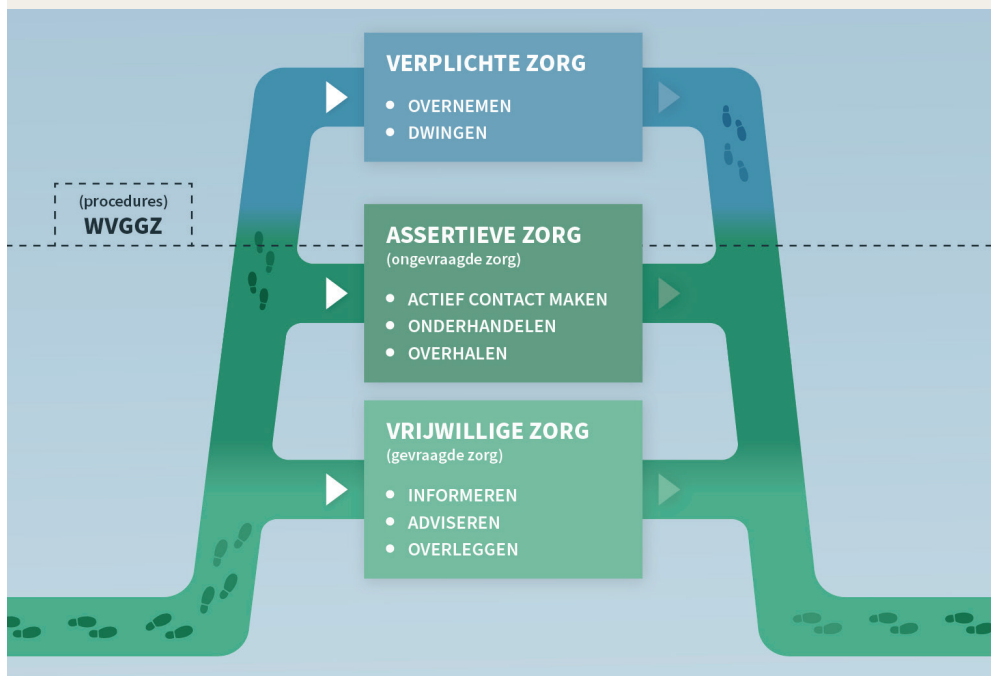 VERPLICHTE ZORG
• OVERNEMEN
• DWINGEN
(procedures)
WVGGZ
ASSERTIEVE ZORG
(ongevraagde zorg)
• ACTIEF CONTACT MAKEN
• ONDERHANDELEN
• OVERHALEN
VRIJWILLIGE ZORG
(gevraagde zorg)
• INFORMEREN
• ADVISEREN
• OVERLEGGEN